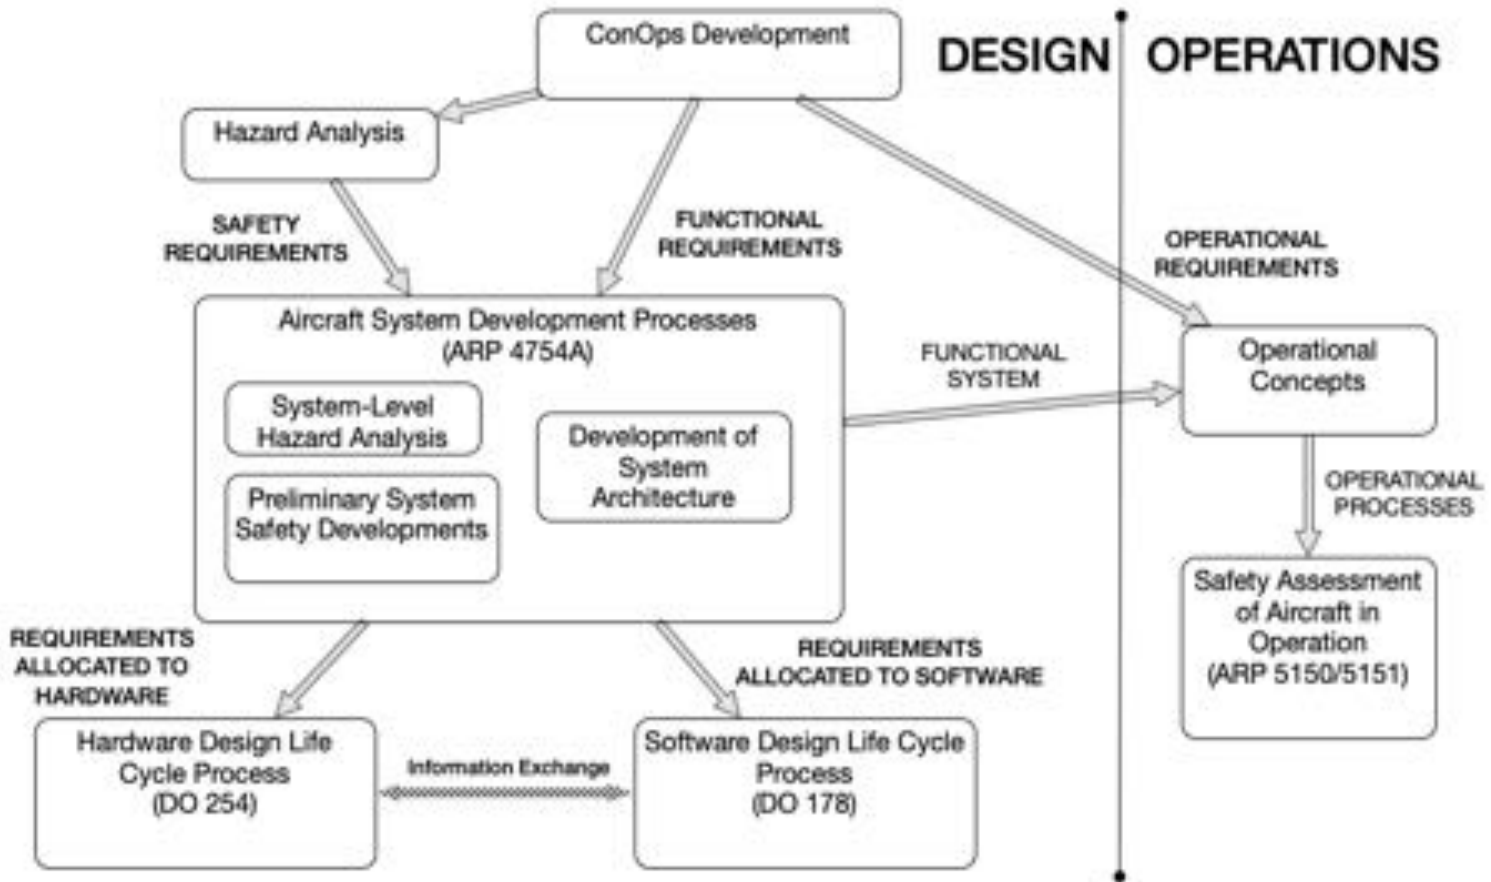 ConOps Development
DESIGN
OPERATIONS
Hazard Analysis
SAFETY
REQUIREMENTS
FUNCTIONAL
REQUIREMENTS
OPERATIONAL
REQUIREMENTS
Aircraft System Development Processes
(ARP 4754A)
System-Level
Hazard Analysis
Preliminary System
Safety Developments
Development of
System
Architecture
FUNCTIONAL
SYSTEM
Operational
Concepts
OPERATIONAL
PROCESSES
Safety Assessment
of Aircraft in
Operation
(ARP 5150/5151)
REQUIREMENTS
ALLOCATED TO
HARDWARE
REQUIREMENTS
ALLOCATED TO SOFTWARE
Hardware Design Life
Cycle Process
(DO 254)
Information Exchange
Software Design Life Cycle
Process
(DO 178)